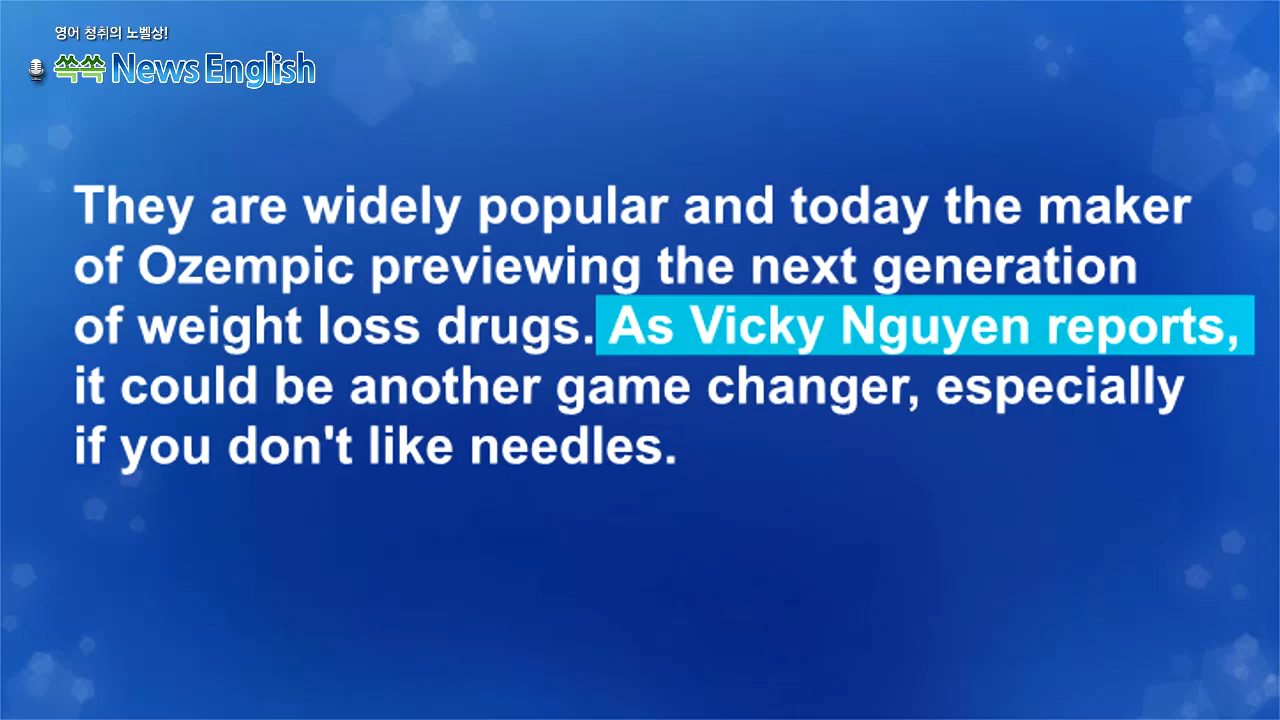 영어 청취의 노벨상!
쏙쏙 News English
They are widely popular and today the maker
of Ozempic previewing the next generation
of weight loss drugs. As Vicky Nguyen reports,
it could be another game changer, especially
if you don't like needles.